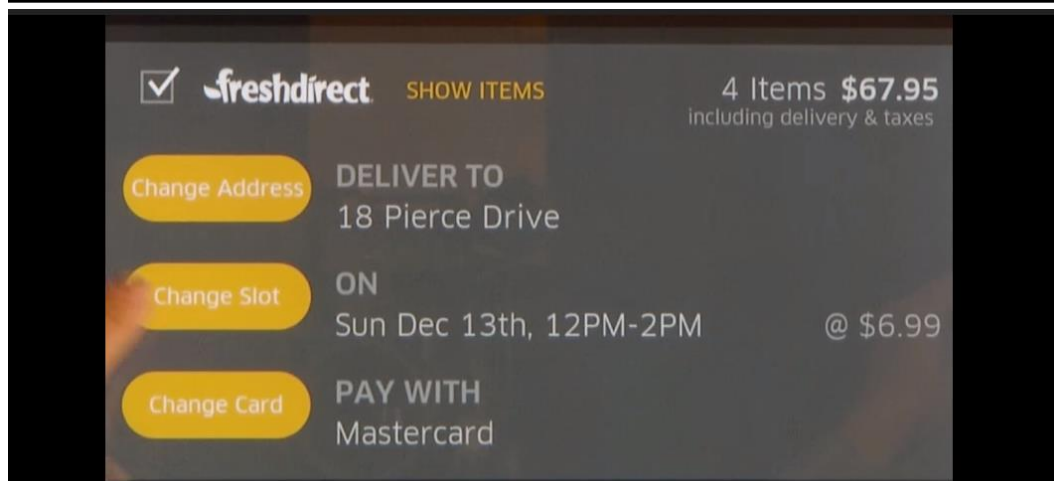 freshdirect SHOW ITEMS 4 Items $67.95
including delivery & taxes
Change Address DELIVER TO
18 Pierce Drive
Change Slot ON
Sun Dec 13th, 12PM-2PM @ $6.99
Change Card PAY WITH
Mastercard